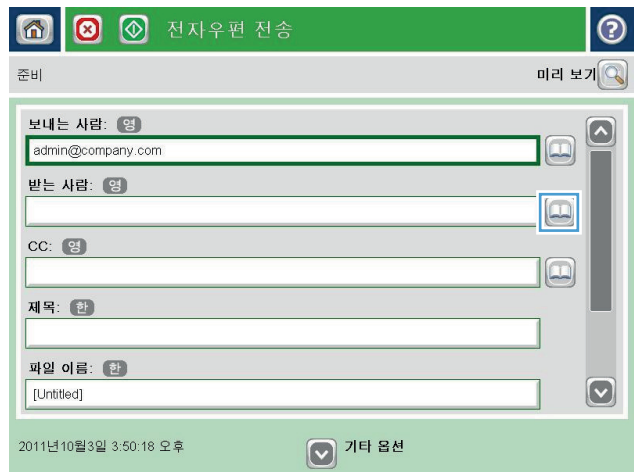 전자우편 전송
?
준비
미리 보기
보내는 사람: 영
admin@company.com
받는 사람: 영
CC: 영
제목: 한
파일 이름: 한
[Untitled]
2011년10월3일 3:50:18 오후
기타 옵션